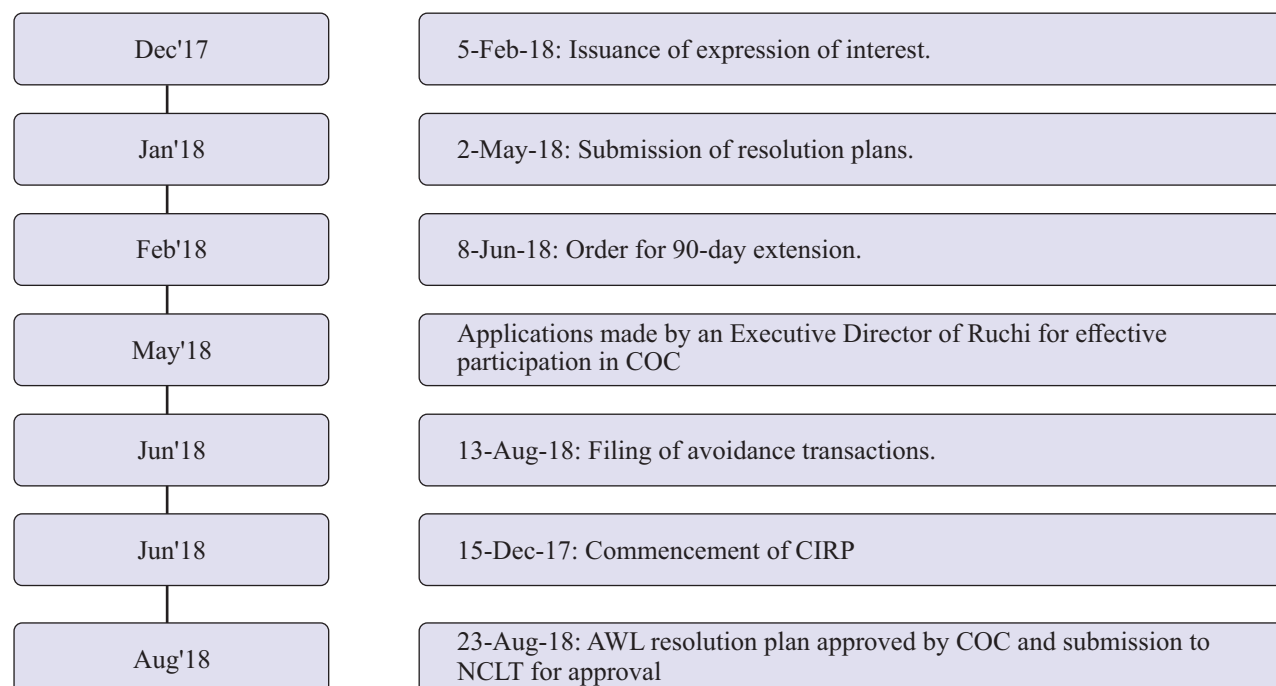 Dec'17
5-Feb-18: Issuance of expression of interest.
Jan'18
2-May-18: Submission of resolution plans.
Feb'18
8-Jun-18: Order for 90-day extension.
May'18
Applications made by an Executive Director of Ruchi for effective
participation in COC
Jun'18
13-Aug-18: Filing of avoidance transactions.
Jun'18
15-Dec-17: Commencement of CIRP
Aug'18
23-Aug-18: AWL resolution plan approved by COC and submission to
NCLT for approval